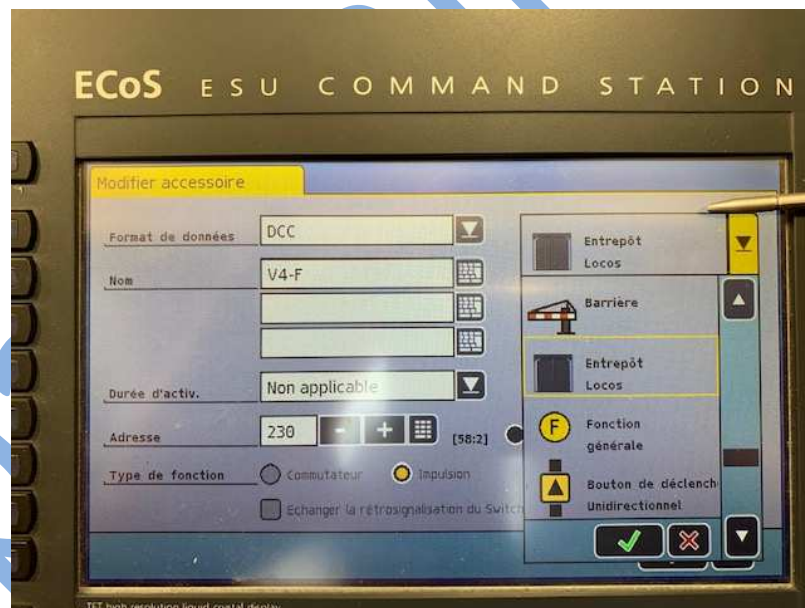 ECoS ESU COMMAND STATION
Modifier accessoire
Format de données
DCC
Nom
V4-F
Durée d'activ.
Non applicable
Adresse
230
- +
[58:2]
Type de fonction
Commutateur
Impulsion
Echanger la rétrosignalisation du Switch
Entrepôt
Locos
Barrière
Entrepôt
Locos
F
Fonction
générale
Bouton de déclench
Unidirectionnel
TFT high resolution liquid crystal display